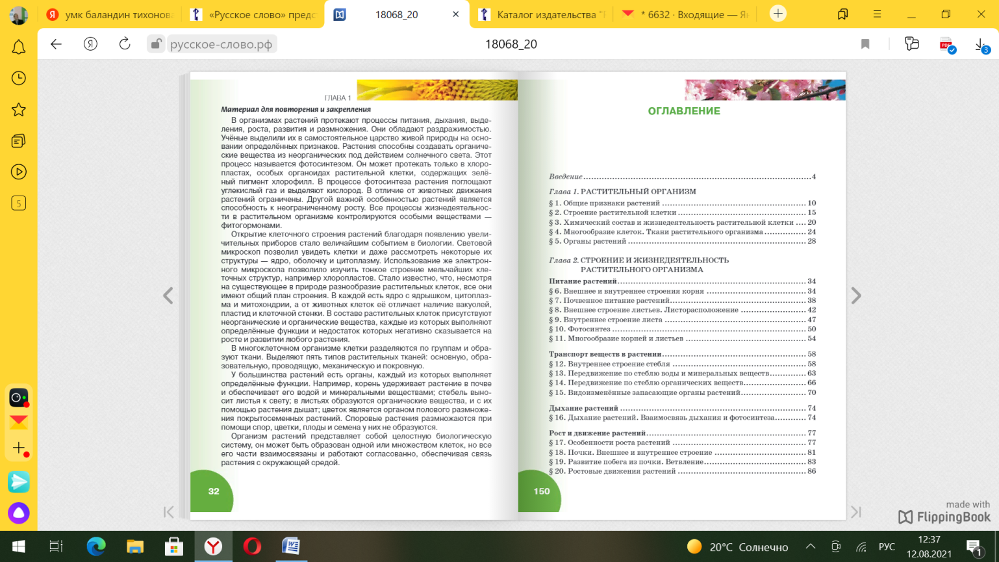 умк баландин тихонова
«Русское слово» предс
18068_20
Каталог издательства "Р
* 6632 · Входящие — Ян
русское-слово.рф
18068_20
PDF
3
5
ГЛАВА 1
Материал для повторения и закрепления
В организмах растений протекают процессы питания, дыхания, выде-
ления, роста, развития и размножения. Они обладают раздражимостью.
Учёные выделили их в самостоятельное царство живой природы на осно-
вании определённых признаков. Растения способны создавать органиче-
ские вещества из неорганических под действием солнечного света. Этот
процесс называется фотосинтезом. Он может протекать только в хлоро-
пластах, особых органоидах растительной клетки, содержащих зелё-
ный пигмент хлорофилл. В процессе фотосинтеза растения поглощают
углекислый газ и выделяют кислород. В отличие от животных движения
растений ограничены. Другой важной особенностью растений является
способность к неограниченному росту. Все процессы жизнедеятельнос-
ти в растительном организме контролируются особыми веществами —
фитогормонами.
Открытие клеточного строения растений благодаря появлению увели-
чительных приборов стало величайшим событием в биологии. Световой
микроскоп позволил увидеть клетки и даже рассмотреть некоторые их
структуры — ядро, оболочку и цитоплазму. Использование же электрон-
ного микроскопа позволило изучить тонкое строение мельчайших кле-
точных структур, например хлоропластов. Стало известно, что, несмотря
на существующее в природе разнообразие растительных клеток, все они
имеют общий план строения. В каждой есть ядро с ядрышком, цитоплаз-
ма и митохондрии, а от животных клеток её отличает наличие вакуолей,
пластид и клеточной стенки. В составе растительных клеток присутствуют
неорганические и органические вещества, каждые из которых выполняют
определённые функции и недостаток которых негативно сказывается на
росте и развитии любого растения.
В многоклеточном организме клетки разделяются по группам и обра-
зуют ткани. Выделяют пять типов растительных тканей: основную, обра-
зовательную, проводящую, механическую и покровную.
У большинства растений есть органы, каждый из которых выполняет
определённые функции. Например, корень удерживает растение в почве
и обеспечивает его водой и минеральными веществами; стебель выно-
сит листья к свету; в листьях образуются органические вещества, и с их
помощью растения дышат; цветок является органом полового размноже-
ния покрытосеменных растений. Споровые растения размножаются при
помощи спор, цветки, плоды и семена у них не образуются.
Организм растений представляет собой целостную биологическую
систему, он может быть образован одной или множеством клеток, но все
его части взаимосвязаны и работают согласованно, обеспечивая связь
растения с окружающей средой.
32
ОГЛАВЛЕНИЕ
Введение ... 4
Глава 1. РАСТИТЕЛЬНЫЙ ОРГАНИЗМ
§ 1. Общие признаки растений ... 10
§ 2. Строение растительной клетки ... 15
§ 3. Химический состав и жизнедеятельность растительной клетки .... 20
§ 4. Многообразие клеток. Ткани растительного организма ... 24
§ 5. Органы растений ... 28
Глава 2. СТРОЕНИЕ И ЖИЗНЕДЕЯТЕЛЬНОСТЬ
РАСТИТЕЛЬНОГО ОРГАНИЗМА
Питание растений ... 34
§ 6. Внешнее и внутреннее строения корня ... 34
§ 7. Почвенное питание растений ... 38
§ 8. Внешнее строение листьев. Листорасположение ... 42
§ 9. Внутреннее строение листа ... 47
§ 10. Фотосинтез ... 50
§ 11. Многообразие корней и листьев ... 54
Транспорт веществ в растении ... 58
§ 12. Внутреннее строение стебля ... 58
§ 13. Передвижение по стеблю воды и минеральных веществ ... 63
§ 14. Передвижение по стеблю органических веществ ... 66
§ 15. Видоизменённые запасающие органы растений ... 70
Дыхание растений ... 74
§ 16. Дыхание растений. Взаимосвязь дыхания и фотосинтеза ... 74
Рост и движение растений ... 77
§ 17. Особенности роста растений ... 77
§ 18. Почки. Внешнее и внутреннее строение ... 81
§ 19. Развитие побега из почки. Ветвление ... 83
§ 20. Ростовые движения растений ... 86
150
made with
FlippingBook
20°C Солнечно
РУС
12:37
12.08.2021
1